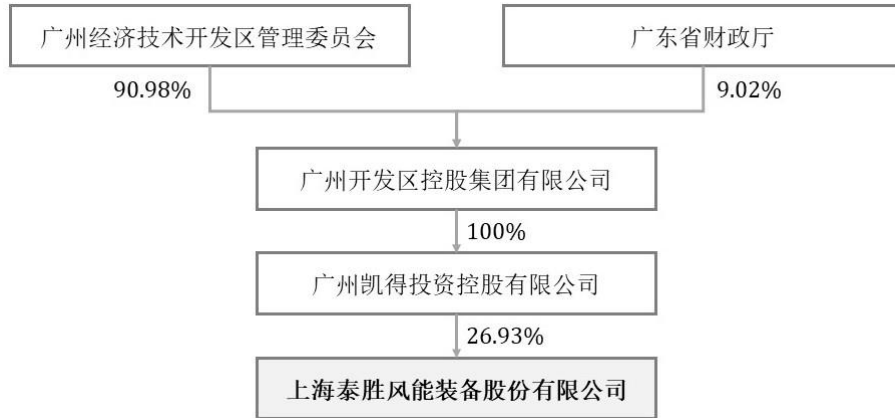 广州经济技术开发区管理委员会
广东省财政厅
90.98%
9.02%
广州开发区控股集团有限公司
100%
广州凯得投资控股有限公司
26.93%
上海泰胜风能装备股份有限公司